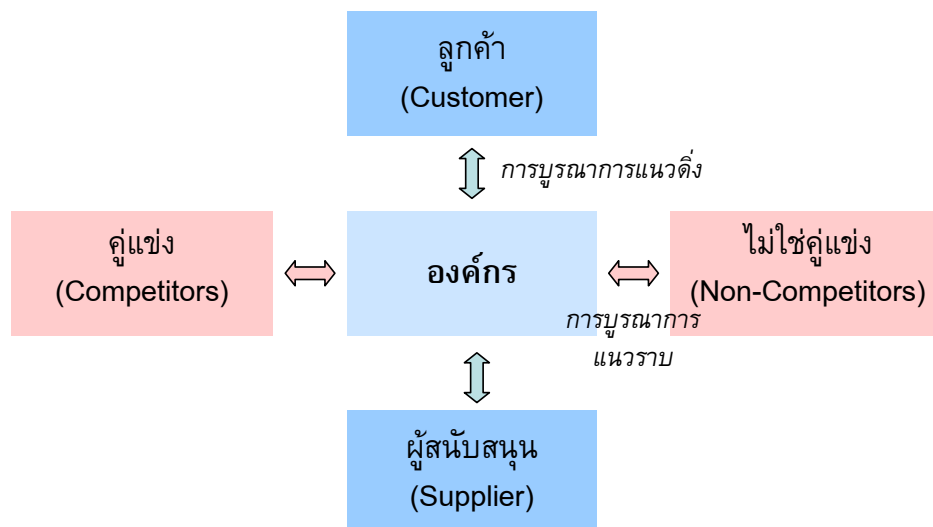 ลูกค้า
(Customer)
การบูรณาการแนวดิ่ง
คู่แข่ง
(Competitors)
องค์กร
ไม่ใช่คู่แข่ง
(Non-Competitors)
การบูรณาการ
แนวราบ
ผู้สนับสนุน
(Supplier)